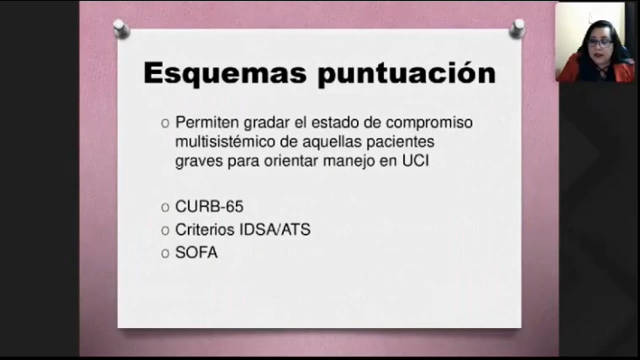 Esquemas puntuación
o Permiten gradar el estado de compromiso
multisistémico de aquellas pacientes
graves para orientar manejo en UCI
o CURB-65
o Criterios IDSA/ATS
o SOFA